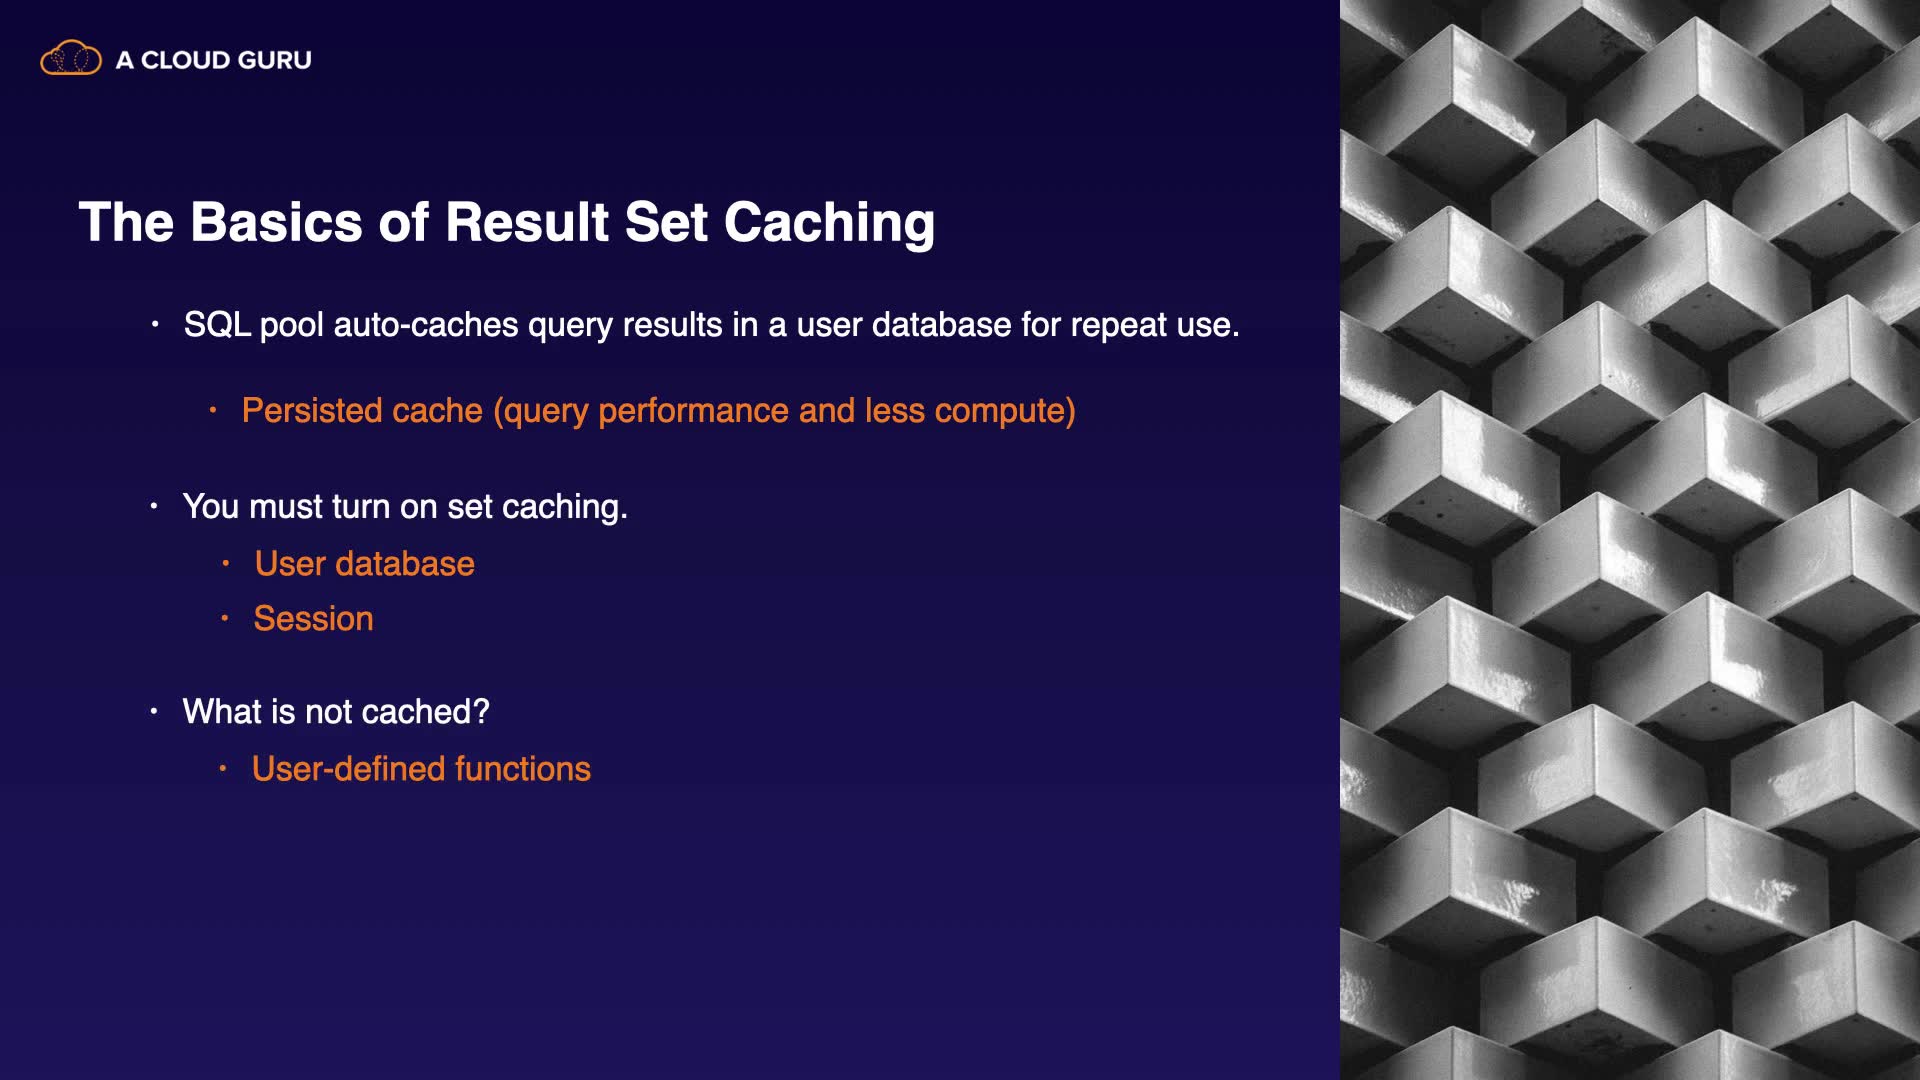 A CLOUD GURU
The Basics of Result Set Caching
• SQL pool auto-caches query results in a user database for repeat use.
• Persisted cache (query performance and less compute)
• You must turn on set caching.
• User database
• Session
• What is not cached?
• User-defined functions